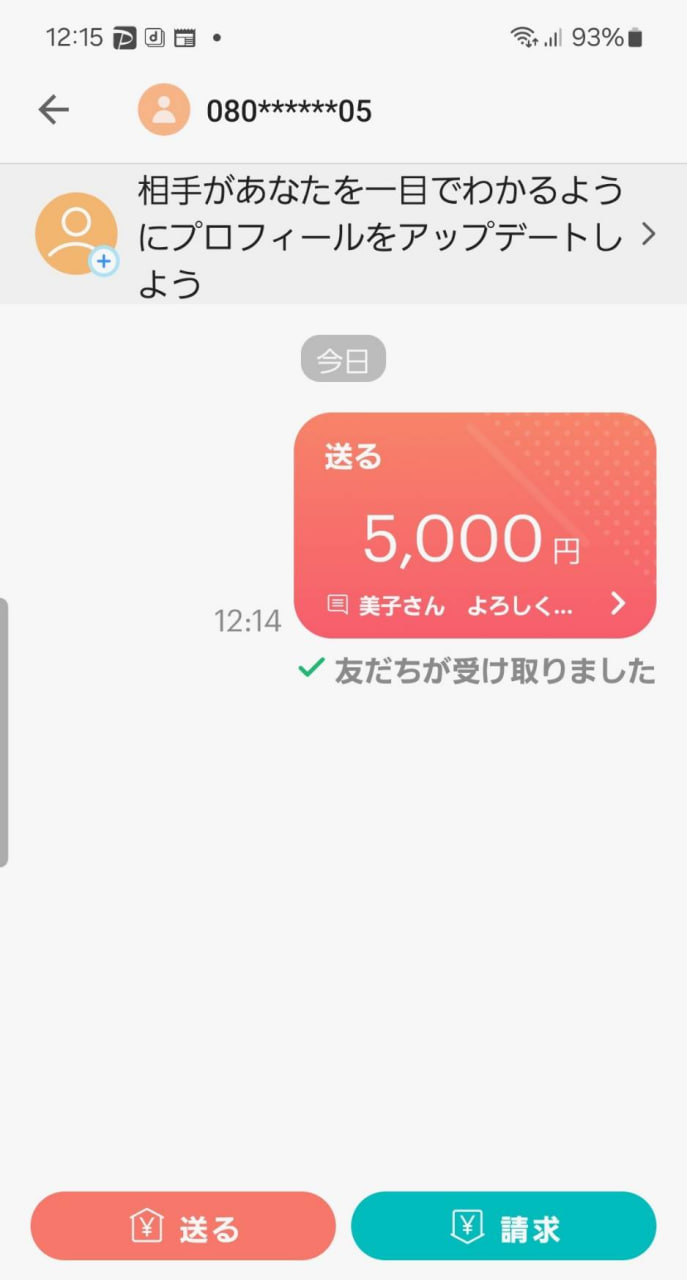 12:15
93%
080******05
相手があなたを一目でわかるよう
にプロフィールをアップデートし
よう
今日
送る
5,000円
美子さん　よろしく...
12:14
友だちが受け取りました
送る
請求